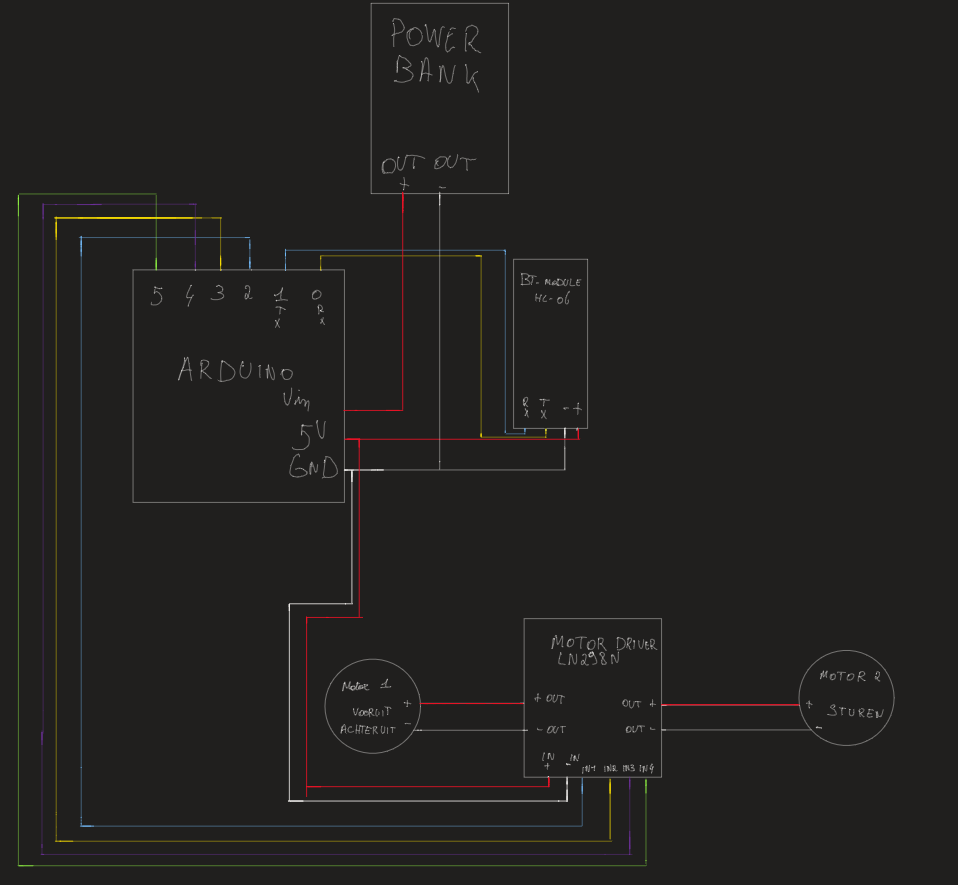 POWER
BANK
OUT OUT
+ -
5 4 3 2 1 0
T R
X X
ARDUINO
Vin
5V
GND
BT-MODULE
HC-06
R T
X X - +
MOTOR DRIVER
LN298N
+ OUT OUT +
- OUT OUT -
IN IN
+ - IN1 IN2 IN3 IN4
Motor 1
VOORUIT +
ACHTERUIT -
MOTOR 2
+ STUREN
-